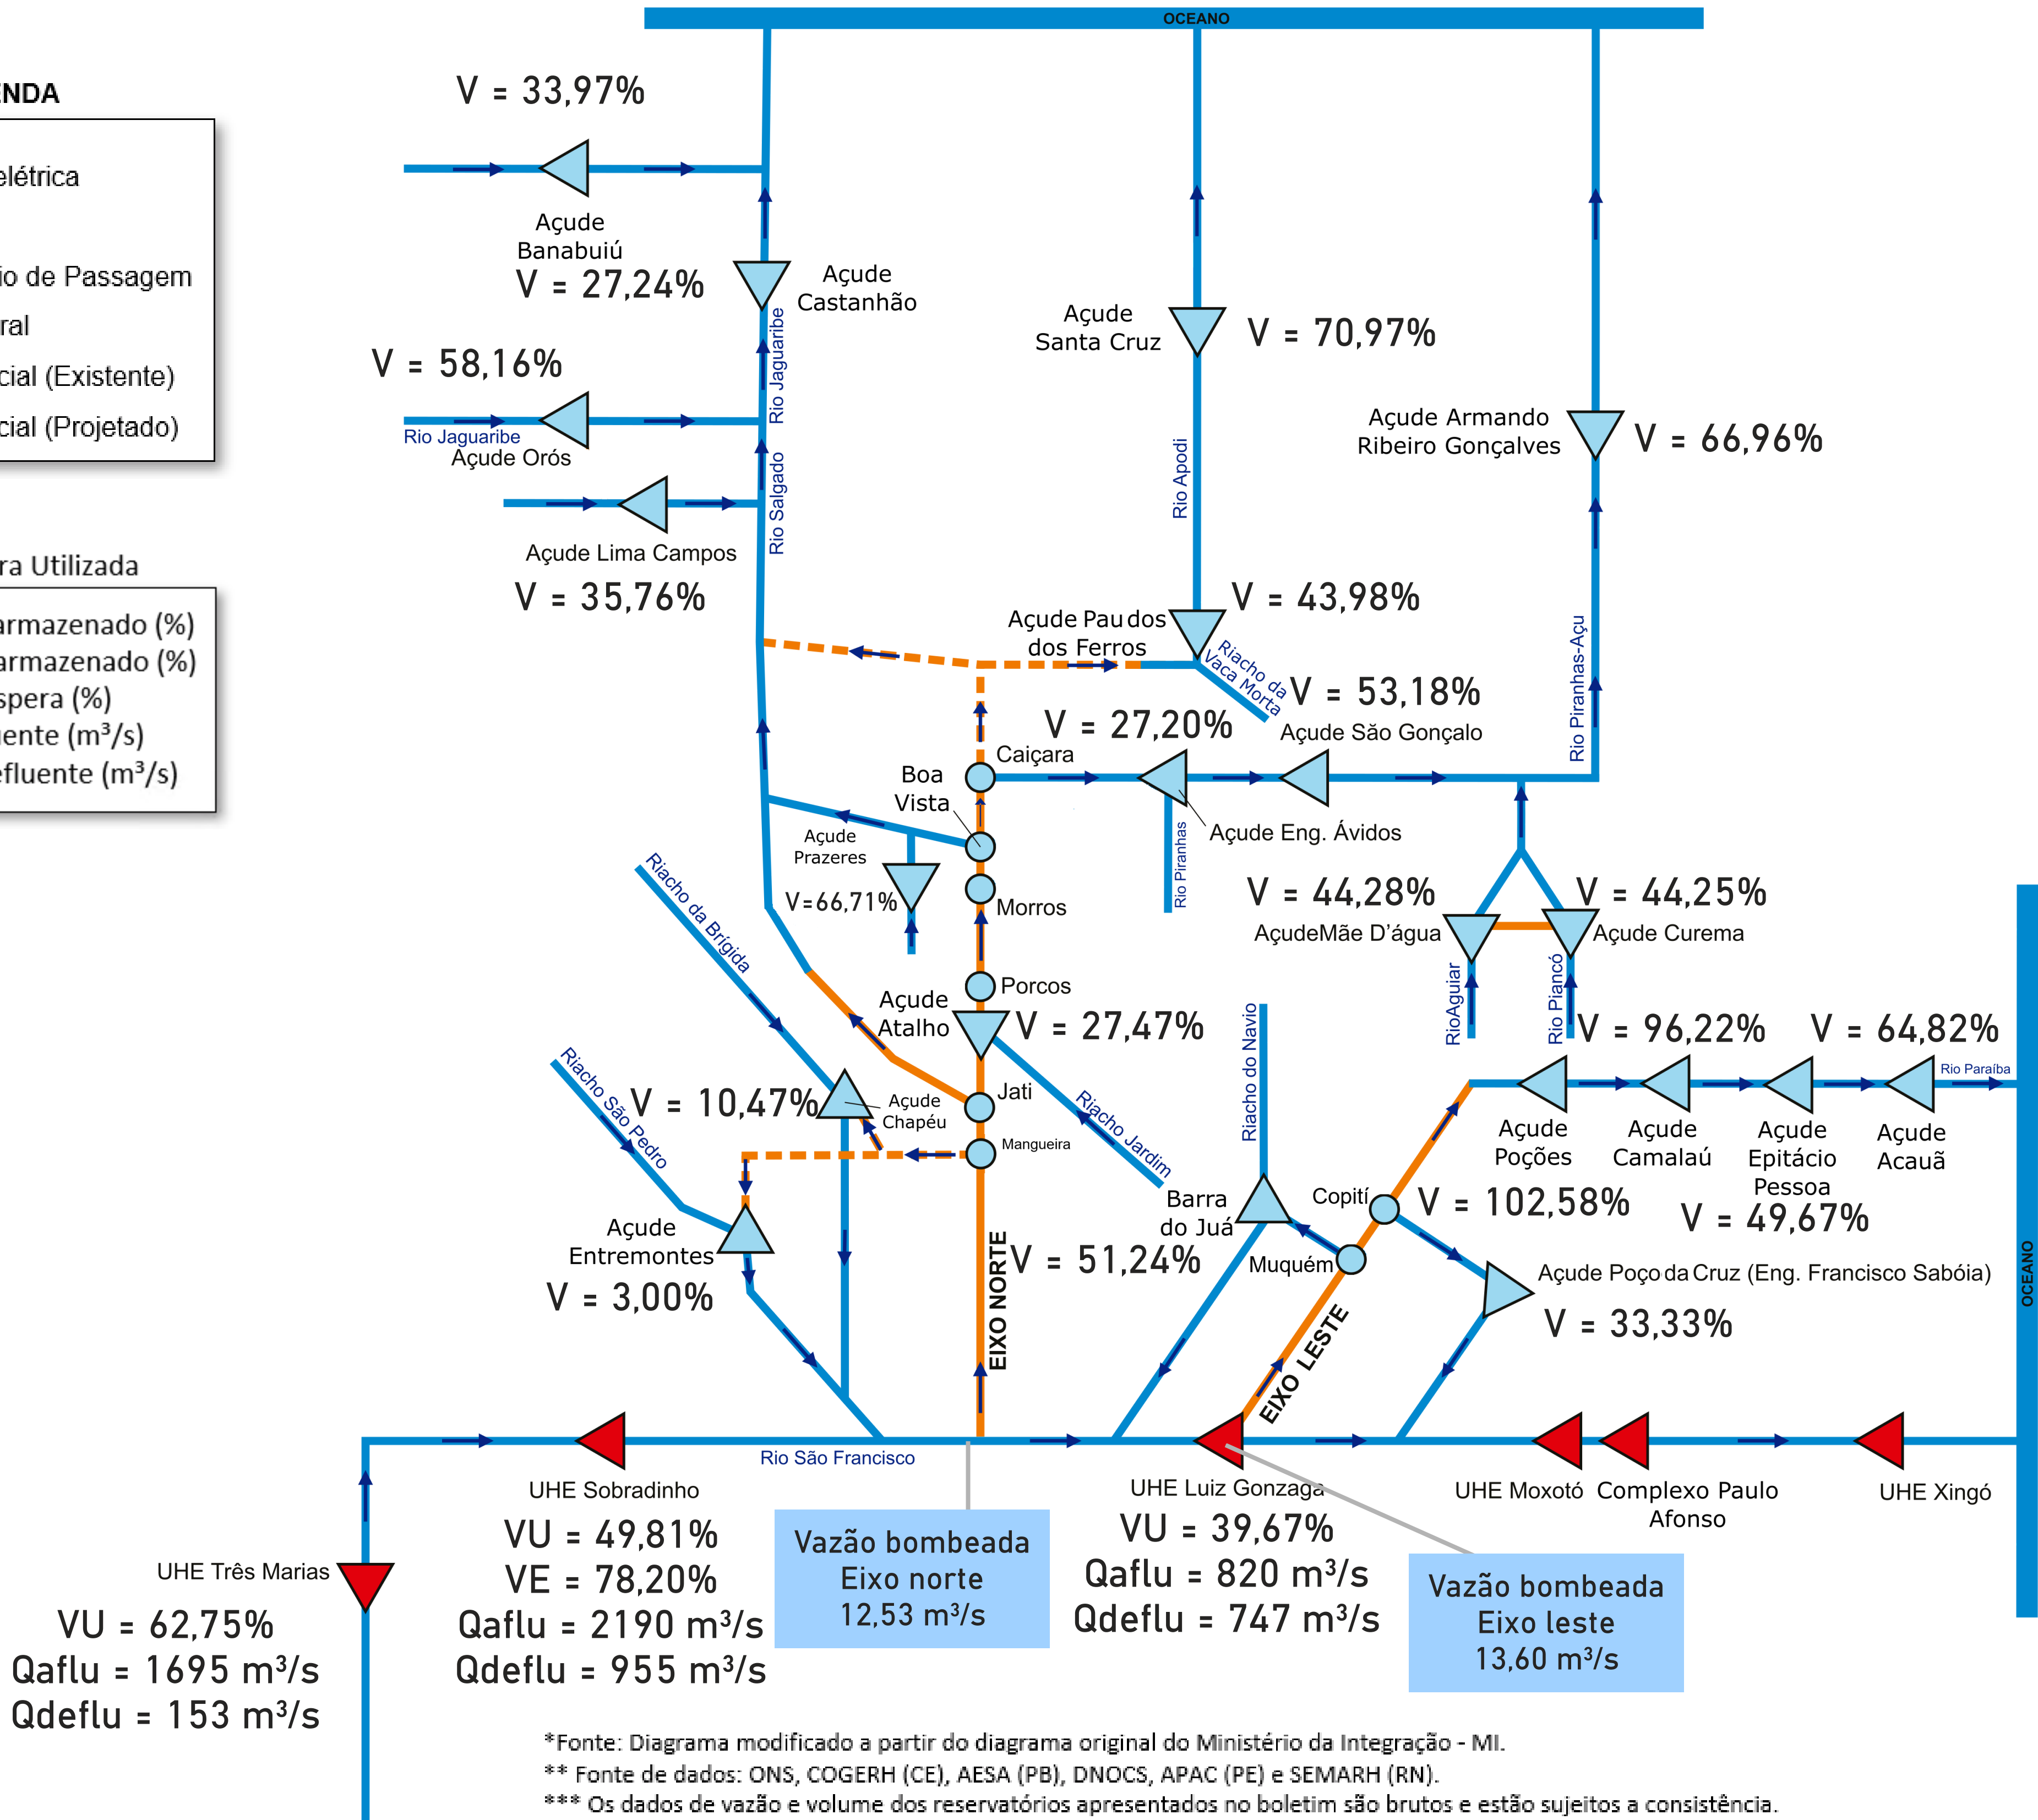 OCEANO
V = 33,97%
ENDA
elétrica
io de Passagem
ral
cial (Existente)
cial (Projetado)
Açude
Banabuiú
V = 27,24%
Açude
Castanhão
Rio Jaguaribe
Açude
Santa Cruz
V = 70,97%
V = 58,16%
Rio Jaguaribe
Açude Orós
Rio Salgado
Rio Apodi
Açude Armando
Ribeiro Gonçalves
V = 66,96%
Açude Lima Campos
V = 35,76%
ra Utilizada
armazenado (%)
armazenado (%)
spera (%)
uente (m³/s)
efluente (m³/s)
Açude Pau dos
dos Ferros
V = 43,98%
Riacho da
Vaca Morta
V = 53,18%
Açude São Gonçalo
V = 27,20%
Rio Piranhas-Açu
Caiçara
Boa
Vista
Açude Eng. Ávidos
Rio Piranhas
Açude
Prazeres
V=66,71%
Morros
Riacho da Brígida
V = 44,28%
AçudeMãe D'água
V = 44,25%
Açude Curema
RioAguiar
Rio Piancó
Porcos
Açude
Atalho
V = 27,47%
Riacho do Navio
V = 96,22%
V = 64,82%
Rio Paraíba
Riacho São Pedro
V = 10,47%
Açude
Chapéu
Jati
Mangueira
Riacho Jardim
Açude
Poções
Açude
Camalaú
Açude
Epitácio
Pessoa
Açude
Acauã
V = 102,58%
V = 49,67%
Barra
do Juá
Copití
Muquém
V = 51,24%
Açude
Entremontes
V = 3,00%
EIXO NORTE
EIXO LESTE
Açude Poço da Cruz (Eng. Francisco Sabóia)
V = 33,33%
OCEANO
Rio São Francisco
UHE Sobradinho
VU = 49,81%
VE = 78,20%
Qaflu = 2190 m³/s
Qdeflu = 955 m³/s
Vazão bombeada
Eixo norte
12,53 m³/s
UHE Luiz Gonzaga
VU = 39,67%
Qaflu = 820 m³/s
Qdeflu = 747 m³/s
Vazão bombeada
Eixo leste
13,60 m³/s
UHE Moxotó
Complexo Paulo
Afonso
UHE Xingó
UHE Três Marias
VU = 62,75%
Qaflu = 1695 m³/s
Qdeflu = 153 m³/s
*Fonte: Diagrama modificado a partir do diagrama original do Ministério da Integração - MI.
** Fonte de dados: ONS, COGERH (CE), AESA (PB), DNOCS, APAC (PE) e SEMARH (RN).
*** Os dados de vazão e volume dos reservatórios apresentados no boletim são brutos e estão sujeitos a consistência.